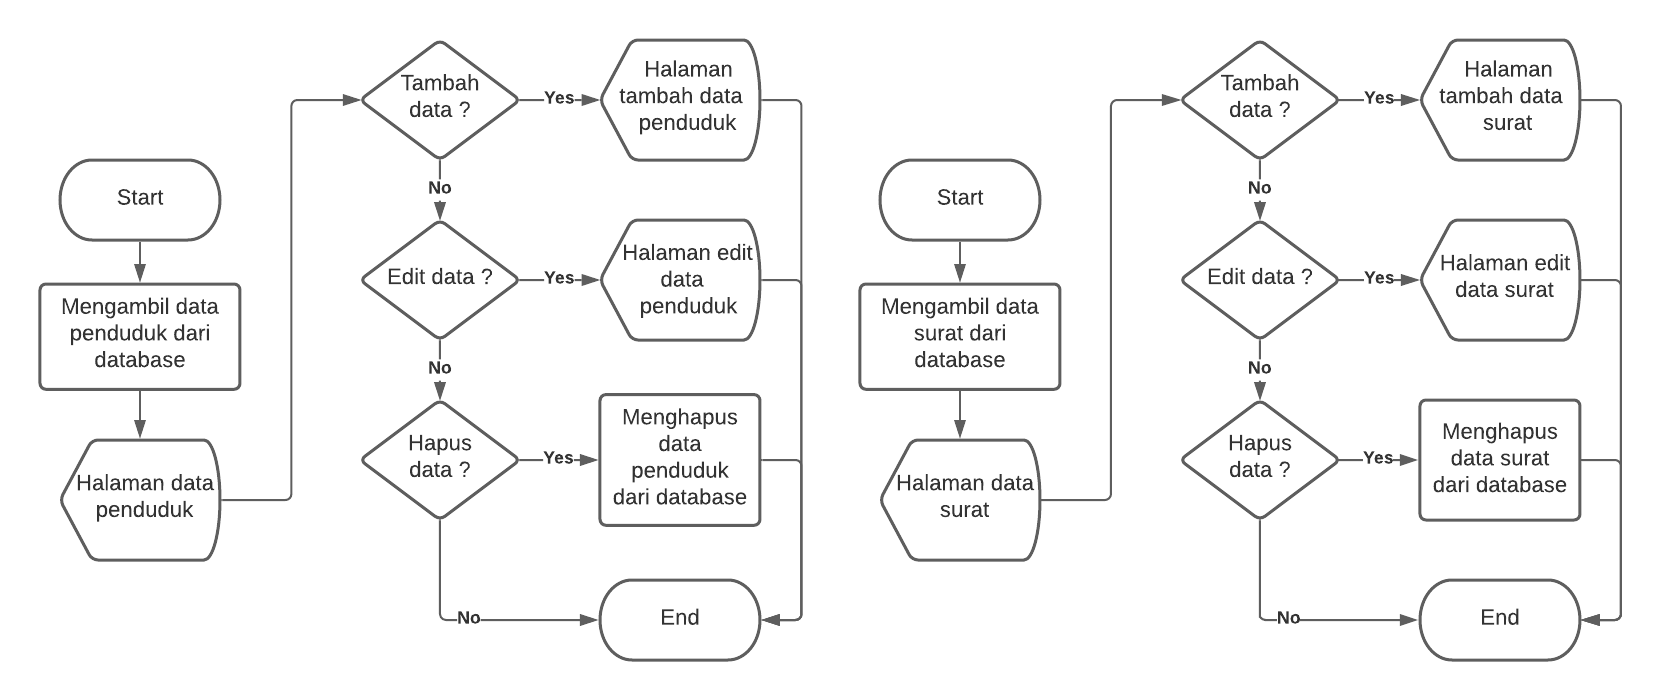 Start
Mengambil data
penduduk dari
database
Halaman data
penduduk
Tambah
data ?
Yes
Halaman
tambah data
penduduk
No
Edit data ?
Yes
Halaman edit
data
penduduk
No
Hapus
data ?
Yes
Menghapus
data
penduduk
dari database
No
End
Start
Mengambil data
surat dari
database
Halaman data
surat
Tambah
data ?
Yes
Halaman
tambah data
surat
No
Edit data ?
Yes
Halaman edit
data surat
No
Hapus
data ?
Yes
Menghapus
data surat
dari database
No
End